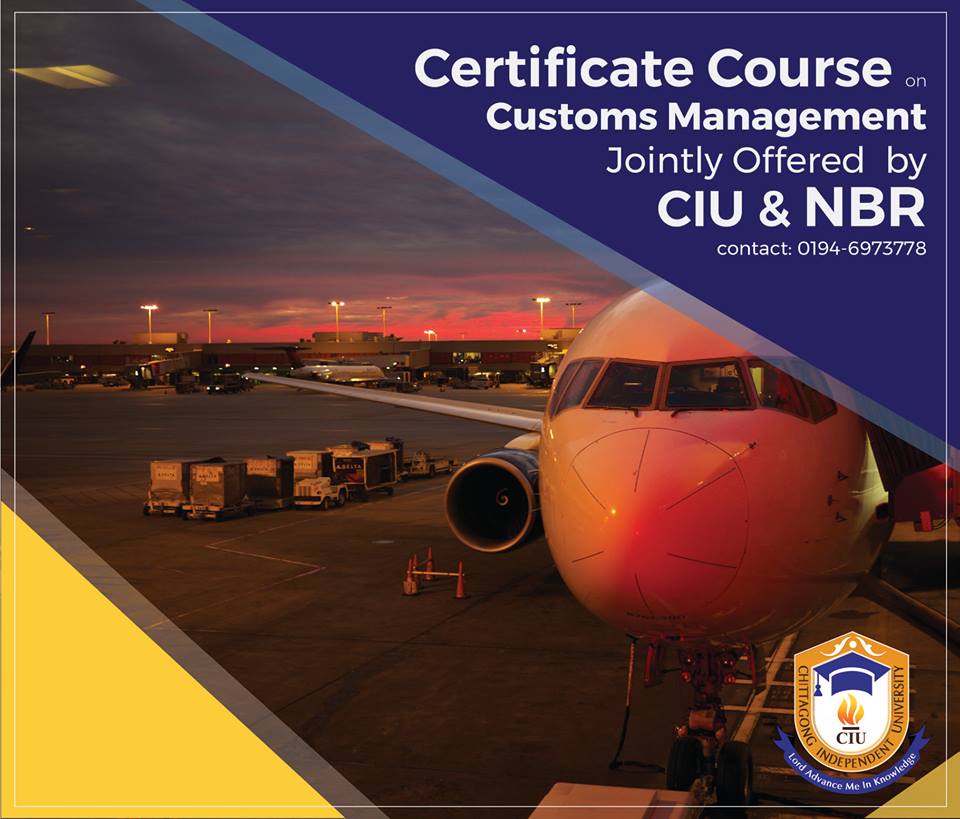 Certificate Course on
Customs Management
Jointly Offered by
CIU & NBR
contact: 0194-6973778
DELTA
CHITTAGONG INDEPENDENT UNIVERSITY
CIU
Lord Advance Me In Knowledge